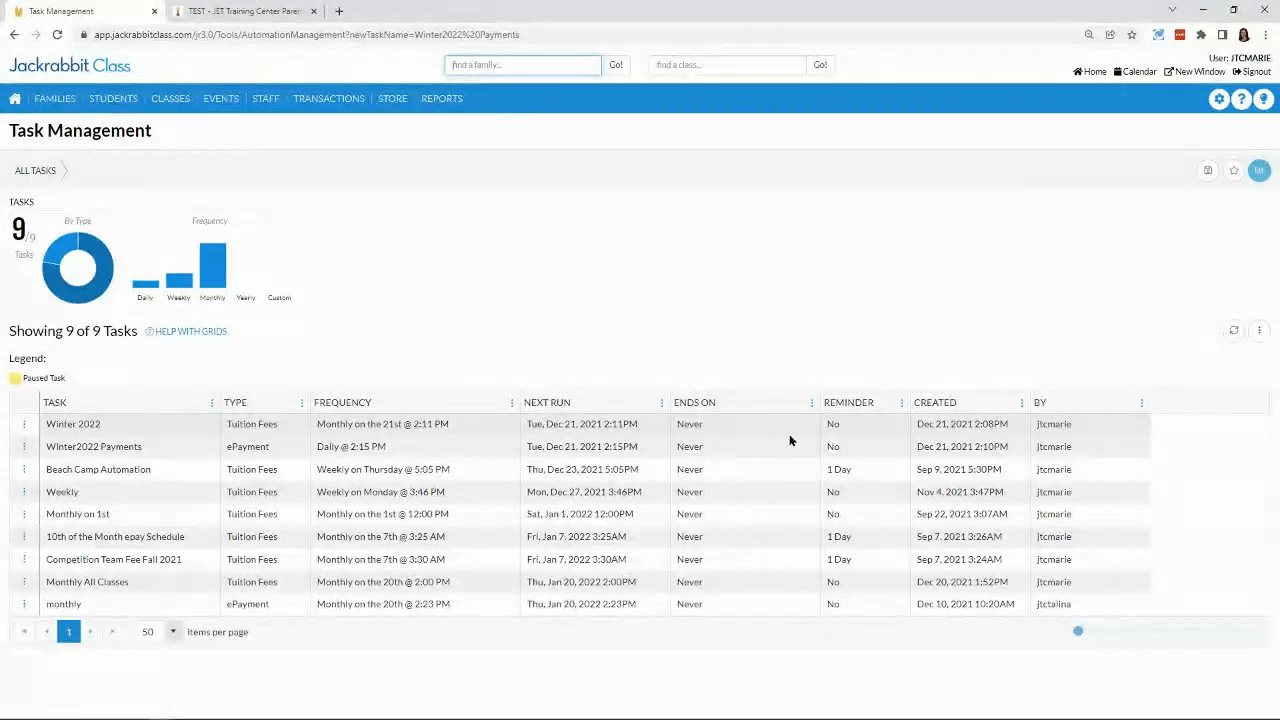 Task Management
TEST - JET Training Center Paren
app.jackrabbitclass.com/jr3.0/Tools/AutomationManagement?newTaskName=Winter2022%20Payments
Jackrabbit Class
find a family...
Go!
find a class...
Go!
User: JTCMARIE
Home Calendar New Window Signout
FAMILIES STUDENTS CLASSES EVENTS STAFF TRANSACTIONS STORE REPORTS
Task Management
ALL TASKS
TASKS
9/9
Tasks
By Type
Frequency
Daily Weekly Monthly Yearly Custom
Showing 9 of 9 Tasks HELP WITH GRIDS
Legend:
Paused Task
TASK TYPE FREQUENCY NEXT RUN ENDS ON REMINDER CREATED BY
Winter 2022 Tuition Fees Monthly on the 21st @ 2:11 PM Tue, Dec 21, 2021 2:11PM Never No Dec 21, 2021 2:08PM jtcmarie
Winter2022 Payments ePayment Daily @ 2:15 PM Tue, Dec 21, 2021 2:15PM Never No Dec 21, 2021 2:10PM jtcmarie
Beach Camp Automation Tuition Fees Weekly on Thursday @ 5:05 PM Thu, Dec 23, 2021 5:05PM Never 1 Day Sep 9, 2021 5:30PM jtcmarie
Weekly Tuition Fees Weekly on Monday @ 3:46 PM Mon, Dec 27, 2021 3:46PM Never No Nov 4, 2021 3:47PM jtcmarie
Monthly on 1st Tuition Fees Monthly on the 1st @ 12:00 PM Sat, Jan 1, 2022 12:00PM Never No Sep 22, 2021 3:07AM jtcmarie
10th of the Month epay Schedule Tuition Fees Monthly on the 7th @ 3:25 AM Fri, Jan 7, 2022 3:25AM Never 1 Day Sep 7, 2021 3:26AM jtcmarie
Competition Team Fee Fall 2021 Tuition Fees Monthly on the 7th @ 3:30 AM Fri, Jan 7, 2022 3:30AM Never 1 Day Sep 7, 2021 3:24AM jtcmarie
Monthly All Classes Tuition Fees Monthly on the 20th @ 2:00 PM Thu, Jan 20, 2022 2:00PM Never No Dec 20, 2021 1:52PM jtcmarie
monthly ePayment Monthly on the 20th @ 2:23 PM Thu, Jan 20, 2022 2:23PM Never No Dec 10, 2021 10:20AM jtctalina
1 50 items per page